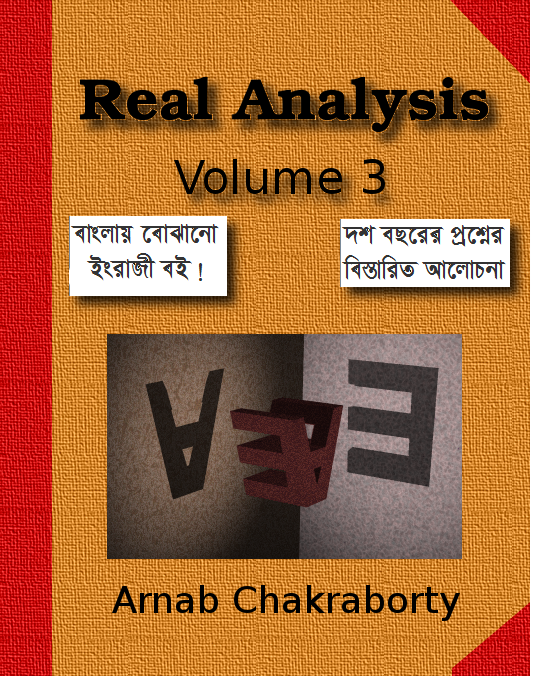 Real Analysis
Volume 3
বাংলায় বোঝানো
ইংরাজী বই !
দশ বছরের প্রশ্নের
বিস্তারিত আলোচনা
∀ ∃
Arnab Chakraborty